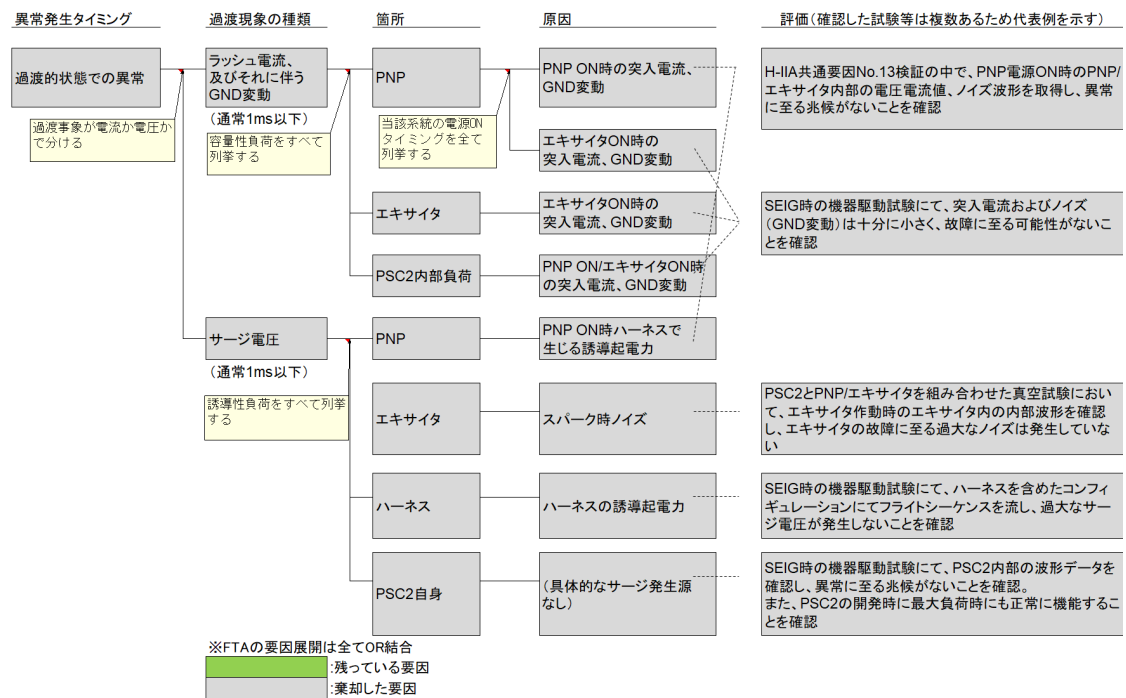 異常発生タイミング
過渡現象の種類
箇所
原因
評価(確認した試験等は複数あるため代表例を示す)
過渡的状態での異常
過渡事象が電流か電圧か
で分ける
ラッシュ電流、
及びそれに伴う
GND変動
(通常1ms以下)
容量性負荷をすべて
列挙する
PNP
当該系統の電源ON
タイミングを全て
列挙する
PNP ON時の突入電流、
GND変動
H-IIA共通要因No.13検証の中で、PNP電源ON時のPNP/
エキサイタ内部の電圧電流値、ノイズ波形を取得し、異常
に至る兆候がないことを確認
エキサイタON時の
突入電流、GND変動
エキサイタ
エキサイタON時の
突入電流、GND変動
SEIG時の機器駆動試験にて、突入電流およびノイズ
(GND変動)は十分に小さく、故障に至る可能性がないこ
とを確認
PSC2内部負荷
PNP ON/エキサイタON時
の突入電流、GND変動
サージ電圧
(通常1ms以下)
誘導性負荷をすべて列挙
する
PNP
PNP ON時ハーネスで
生じる誘導起電力
エキサイタ
スパーク時ノイズ
PSC2とPNP/エキサイタを組み合わせた真空試験におい
て、エキサイタ作動時のエキサイタ内の内部波形を確認
し、エキサイタの故障に至る過大なノイズは発生していな
い
ハーネス
ハーネスの誘導起電力
SEIG時の機器駆動試験にて、ハーネスを含めたコンフィ
ギュレーションにてフライトシーケンスを流し、過大なサー
ジ電圧が発生しないことを確認
PSC2自身
(具体的なサージ発生源
なし)
SEIG時の機器駆動試験にて、PSC2内部の波形データを
確認し、異常に至る兆候がないことを確認。
また、PSC2の開発時に最大負荷時にも正常に機能するこ
とを確認
※FTAの要因展開は全てOR結合
:残っている要因
:棄却した要因